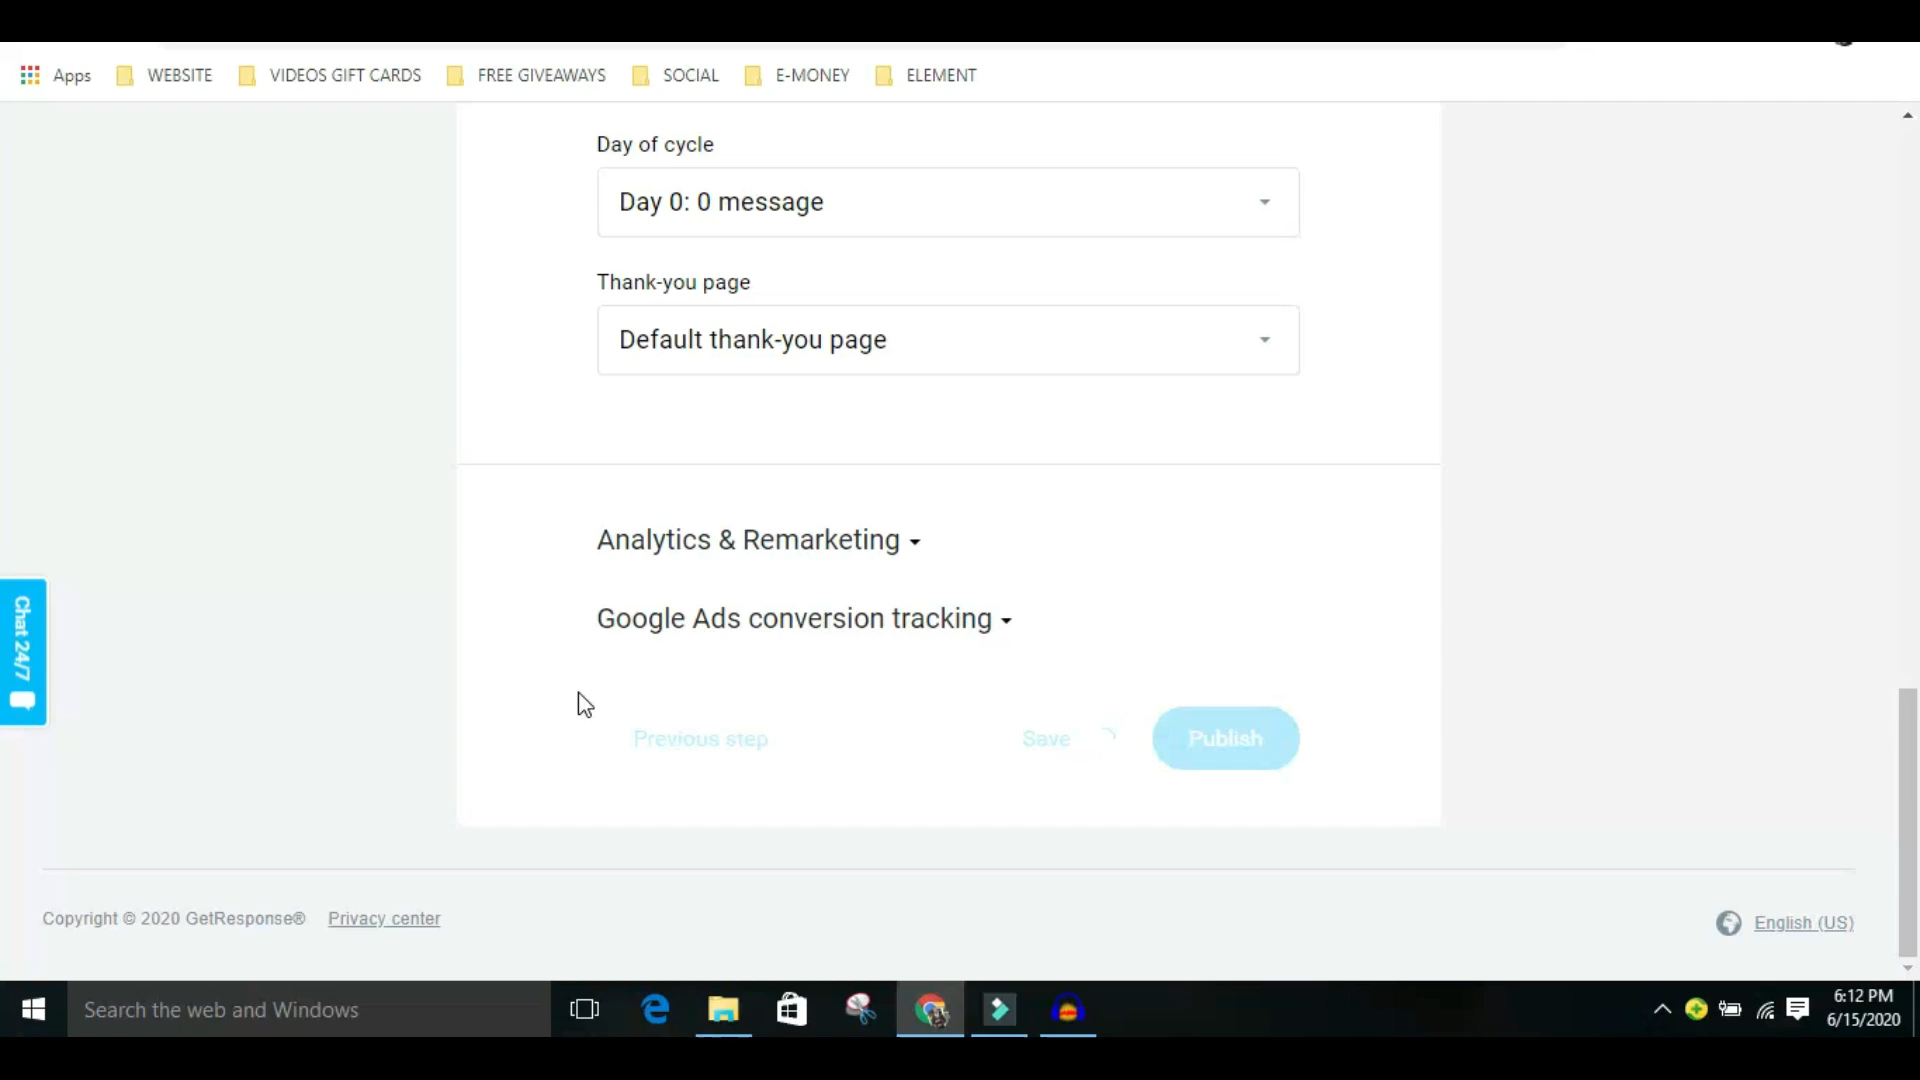 Apps WEBSITE VIDEOS GIFT CARDS FREE GIVEAWAYS SOCIAL E-MONEY ELEMENT
Day of cycle
Day 0: 0 message
Thank-you page
Default thank-you page
Analytics & Remarketing
Google Ads conversion tracking
Chat 24/7
Previous step Save Publish
Copyright © 2020 GetResponse® Privacy center English (US)
Search the web and Windows
6:12 PM
6/15/2020